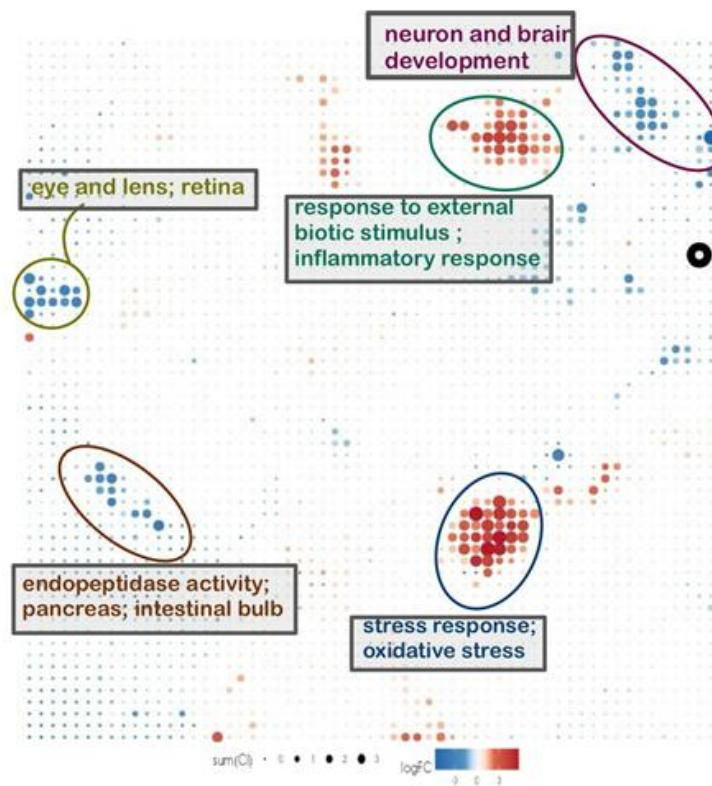 neuron and brain
development
eye and lens; retina
response to external
biotic stimulus ;
inflammatory response
endopeptidase activity;
pancreas; intestinal bulb
stress response;
oxidative stress
sum(CI) 0 1 2 3
logFC -3 0 3